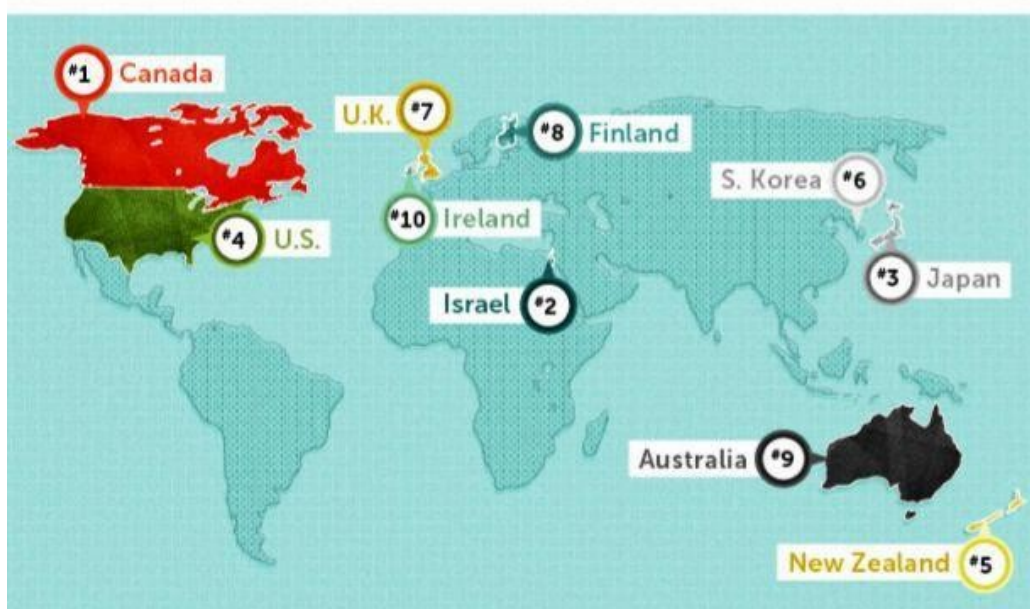 #1 Canada
U.K. #7
#8 Finland
S. Korea #6
#10 Ireland
#4 U.S.
#3 Japan
Israel #2
Australia #9
New Zealand #5